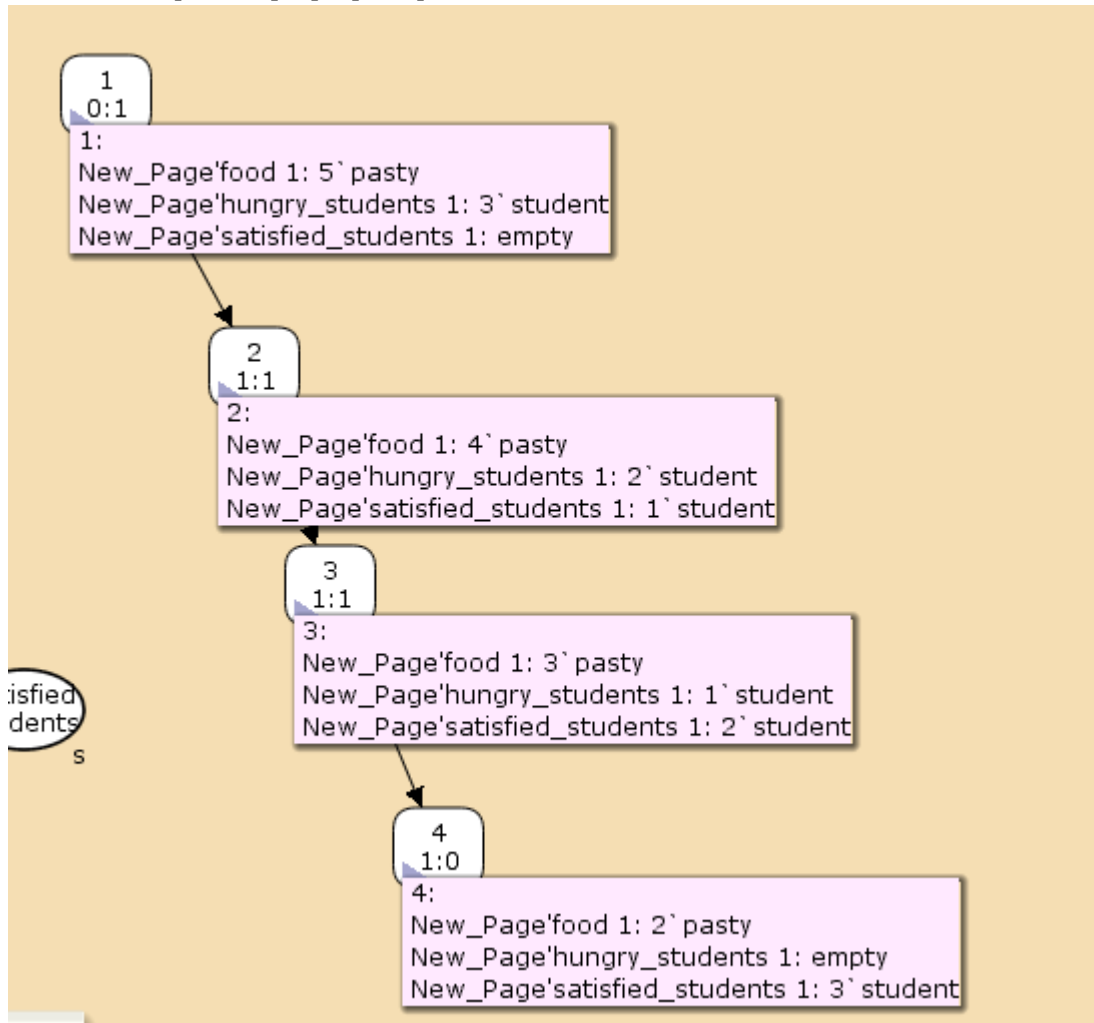 1
0:1
1:
New_Page'food 1: 5`pasty
New_Page'hungry_students 1: 3`student
New_Page'satisfied_students 1: empty
2
1:1
2:
New_Page'food 1: 4`pasty
New_Page'hungry_students 1: 2`student
New_Page'satisfied_students 1: 1`student
3
1:1
3:
New_Page'food 1: 3`pasty
New_Page'hungry_students 1: 1`student
New_Page'satisfied_students 1: 2`student
isfied
dents
s
4
1:0
4:
New_Page'food 1: 2`pasty
New_Page'hungry_students 1: empty
New_Page'satisfied_students 1: 3`student